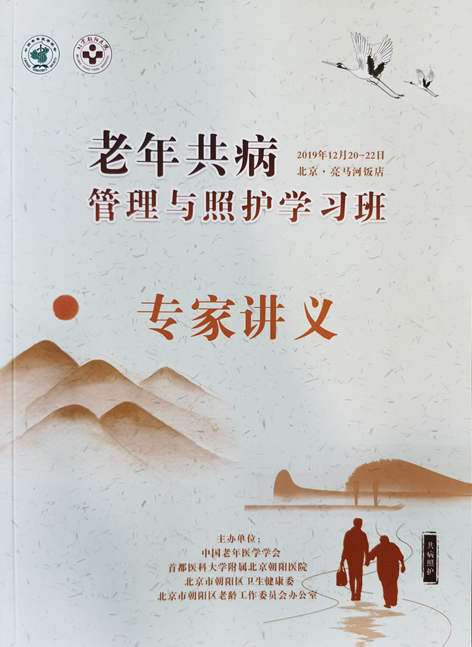 老年共病
2019年12月20-22日
北京·亮马河饭店
管理与照护学习班
专家讲义
共病照护
主办单位：
中国老年医学学会
首都医科大学附属北京朝阳医院
北京市朝阳区卫生健康委
北京市朝阳区老龄工作委员会办公室